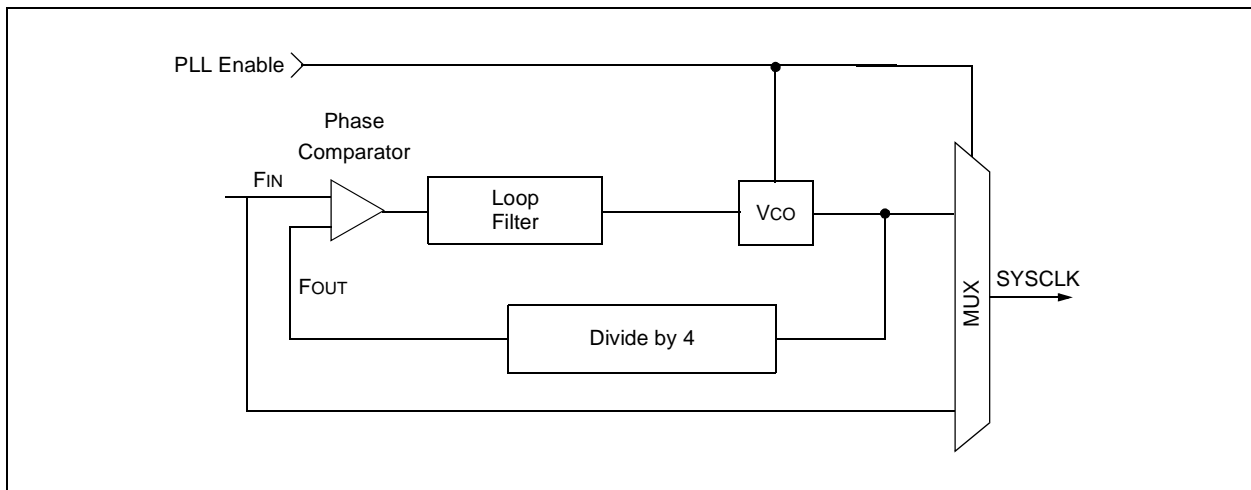 PLL Enable
Phase
Comparator
FIN
Loop
Filter
VCO
FOUT
Divide by 4
MUX
SYSCLK